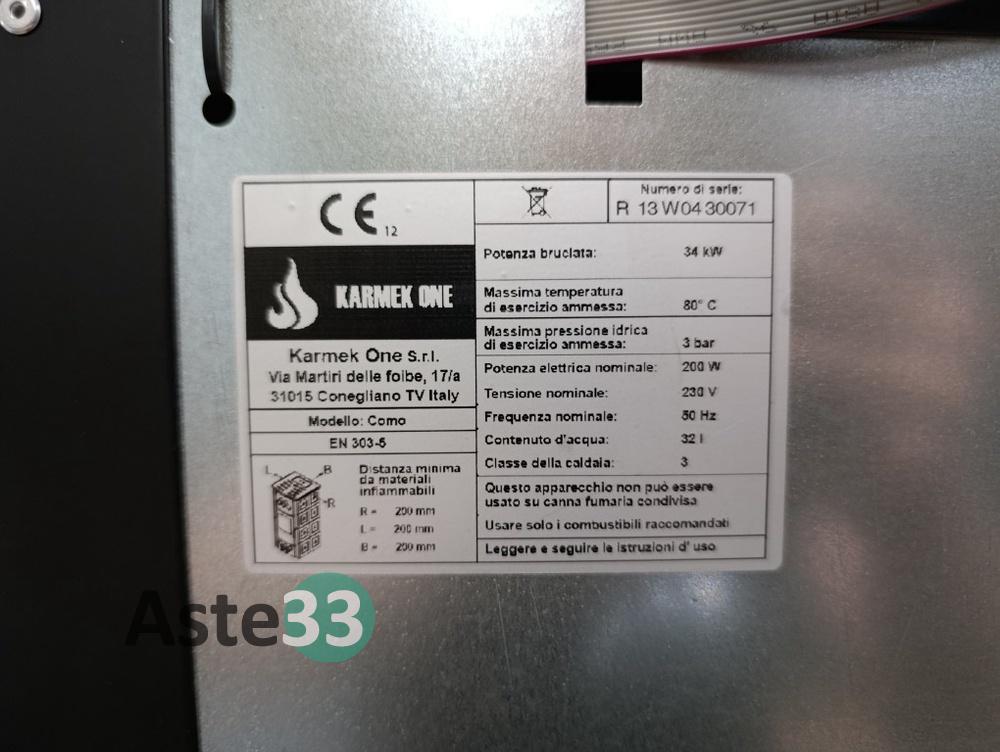 CE 12
KARMEK ONE
Karmek One S.r.l.
Via Martiri delle foibe, 17/a
31015 Conegliano TV Italy
Modello: Como
EN 303-5
L
B
R
Distanza minima
da materiali
infiammabili
R = 200 mm
L = 200 mm
B = 200 mm
Numero di serie:
R 13W0430071
Potenza bruciata: 34 kW
Massima temperatura
di esercizio ammessa: 80° C
Massima pressione idrica
di esercizio ammessa: 3 bar
Potenza elettrica nominale: 200 W
Tensione nominale: 230 V
Frequenza nominale: 50 Hz
Contenuto d'acqua: 32 l
Classe della caldaia: 3
Questo apparecchio non può essere
usato su canna fumaria condivisa
Usare solo i combustibili raccomandati
Leggere e seguire le istruzioni d' uso
Aste33